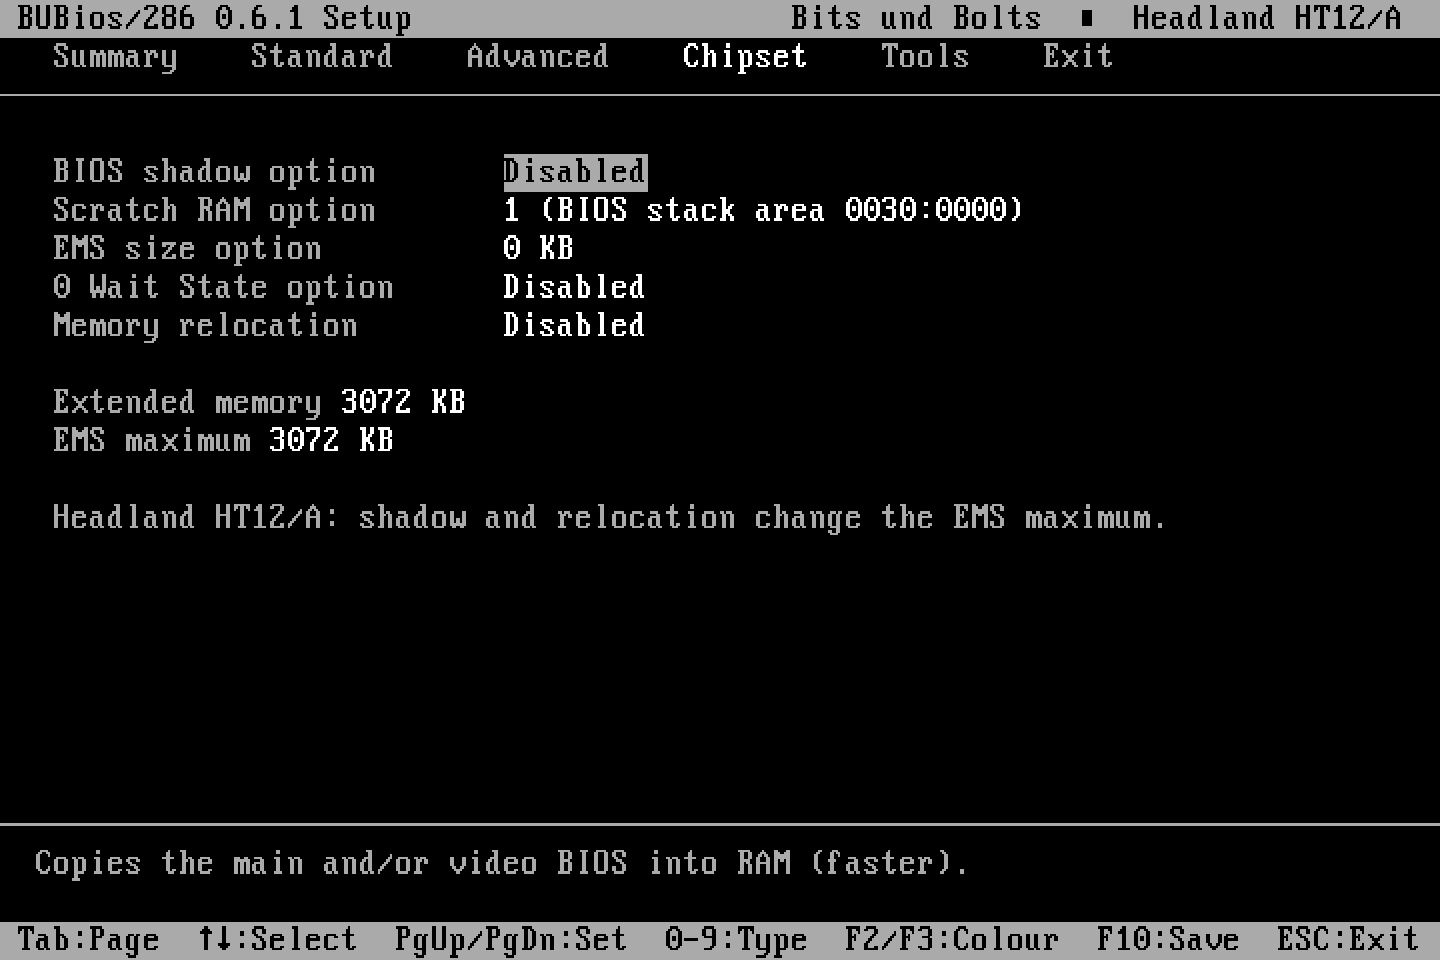 BUBios/286 0.6.1 Setup Bits und Bolts ▪ Headland HT12/A
Summary Standard Advanced Chipset Tools Exit
BIOS shadow option Disabled
Scratch RAM option 1 (BIOS stack area 0030:0000)
EMS size option 0 KB
0 Wait State option Disabled
Memory relocation Disabled
Extended memory 3072 KB
EMS maximum 3072 KB
Headland HT12/A: shadow and relocation change the EMS maximum.
Copies the main and/or video BIOS into RAM (faster).
Tab:Page ↑↓:Select PgUp/PgDn:Set 0-9:Type F2/F3:Colour F10:Save ESC:Exit